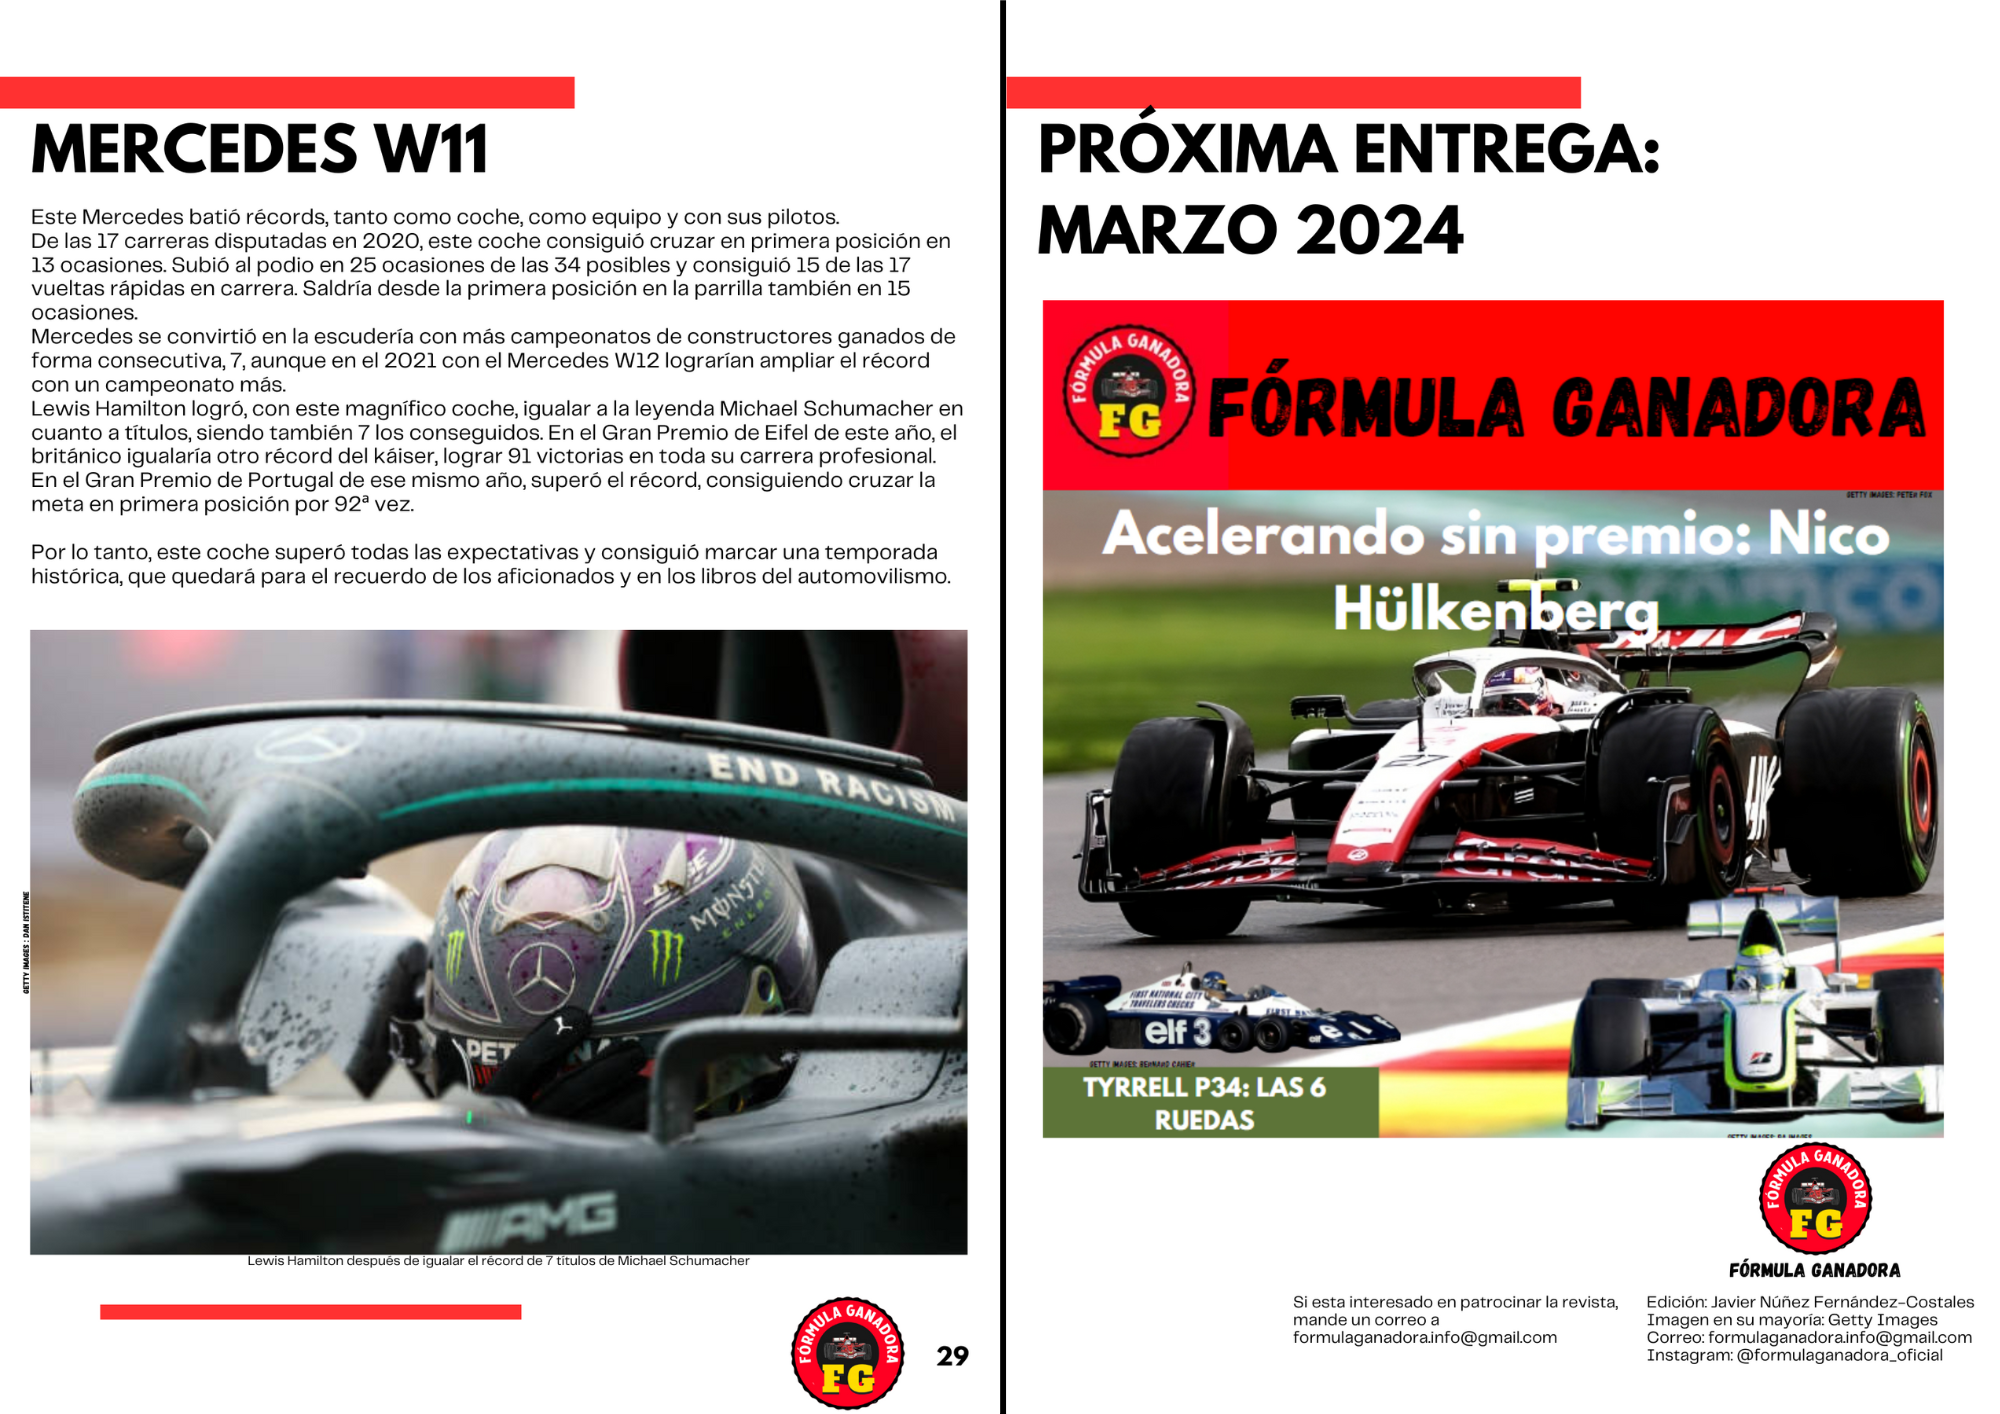 MERCEDES W11
Este Mercedes batió récords, tanto como coche, como equipo y con sus pilotos.
De las 17 carreras disputadas en 2020, este coche consiguió cruzar en primera posición en
13 ocasiones. Subió al podio en 25 ocasiones de las 34 posibles y consiguió 15 de las 17
vueltas rápidas en carrera. Saldría desde la primera posición en la parrilla también en 15
ocasiones.
Mercedes se convirtió en la escudería con más campeonatos de constructores ganados de
forma consecutiva, 7, aunque en el 2021 con el Mercedes W12 lograrían ampliar el récord
con un campeonato más.
Lewis Hamilton logró, con este magnífico coche, igualar a la leyenda Michael Schumacher en
cuanto a títulos, siendo también 7 los conseguidos. En el Gran Premio de Eifel de este año, el
británico igualaría otro récord del káiser, lograr 91 victorias en toda su carrera profesional.
En el Gran Premio de Portugal de ese mismo año, superó el récord, consiguiendo cruzar la
meta en primera posición por 92ª vez.
Por lo tanto, este coche superó todas las expectativas y consiguió marcar una temporada
histórica, que quedará para el recuerdo de los aficionados y en los libros del automovilismo.
END RACISM
MONSTER
ENERGY
AMG
GETTY IMAGES : DAN ISTITENE
Lewis Hamilton después de igualar el récord de 7 títulos de Michael Schumacher
FÓRMULA GANADORA
FG
29
PRÓXIMA ENTREGA:
MARZO 2024
FÓRMULA GANADORA
FG
FÓRMULA GANADORA
GETTY IMAGES: PETER FOX
Acelerando sin premio: Nico
Hülkenberg
27
FIRST NATIONAL CITY
TRAVELERS CHECKS
elf 3
elf
GETTY IMAGES: BERNARD CAHIER
TYRRELL P34: LAS 6
RUEDAS
FÓRMULA GANADORA
FG
FÓRMULA GANADORA
Si esta interesado en patrocinar la revista,
mande un correo a
formulaganadora.info@gmail.com
Edición: Javier Núñez Fernández-Costales
Imagen en su mayoría: Getty Images
Correo: formulaganadora.info@gmail.com
Instagram: @formulaganadora_oficial